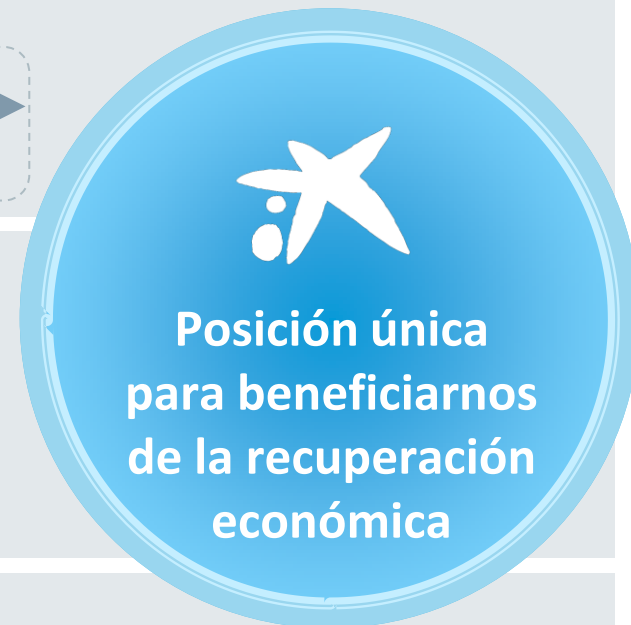 Posición única
para beneficiarnos
de la recuperación
económica